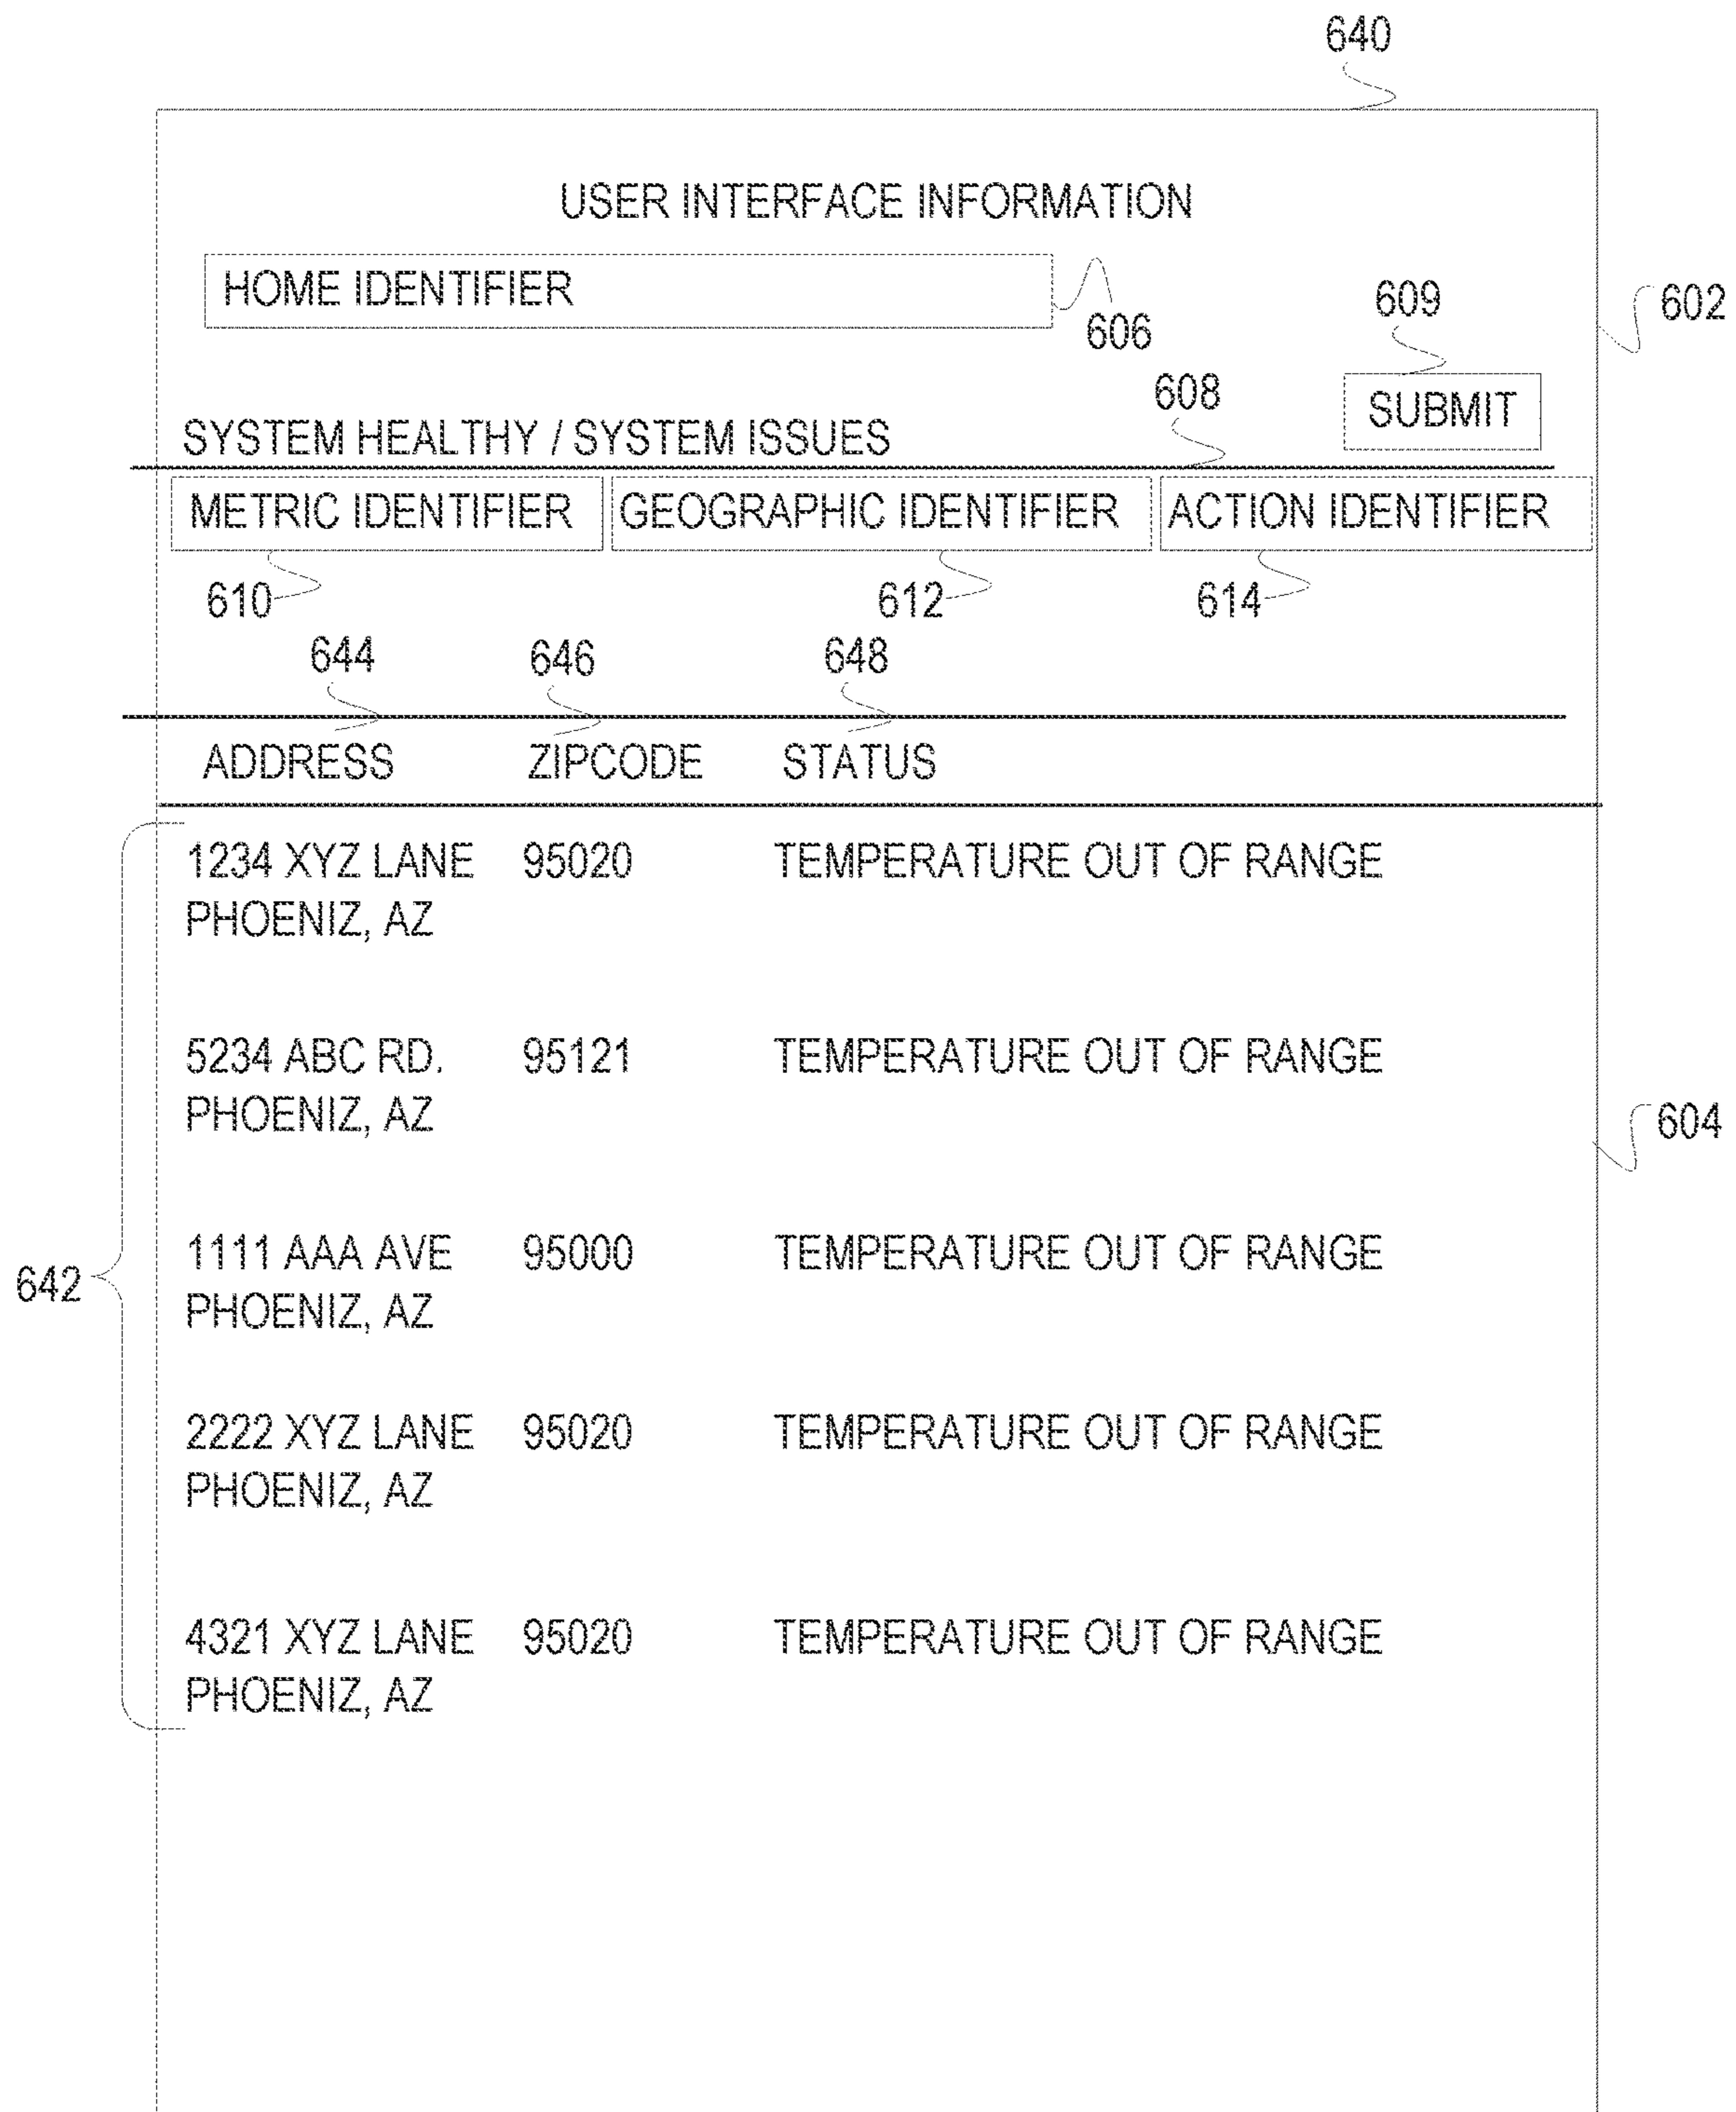 640
USER INTERFACE INFORMATION
HOME IDENTIFIER
606
609
602
608
SUBMIT
SYSTEM HEALTHY / SYSTEM ISSUES
METRIC IDENTIFIER GEOGRAPHIC IDENTIFIER ACTION IDENTIFIER
610 612 614
644 646 648
ADDRESS ZIPCODE STATUS
1234 XYZ LANE 95020 TEMPERATURE OUT OF RANGE
PHOENIZ, AZ
5234 ABC RD. 95121 TEMPERATURE OUT OF RANGE
PHOENIZ, AZ
604
1111 AAA AVE 95000 TEMPERATURE OUT OF RANGE
642
PHOENIZ, AZ
2222 XYZ LANE 95020 TEMPERATURE OUT OF RANGE
PHOENIZ, AZ
4321 XYZ LANE 95020 TEMPERATURE OUT OF RANGE
PHOENIZ, AZ